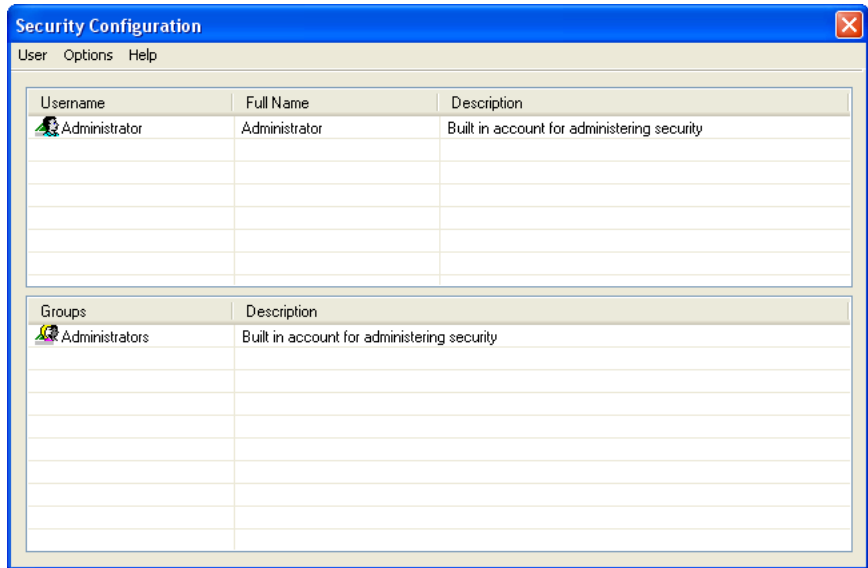 Security Configuration
User Options Help
Username Full Name Description
Administrator Administrator Built in account for administering security
Groups Description
Administrators Built in account for administering security